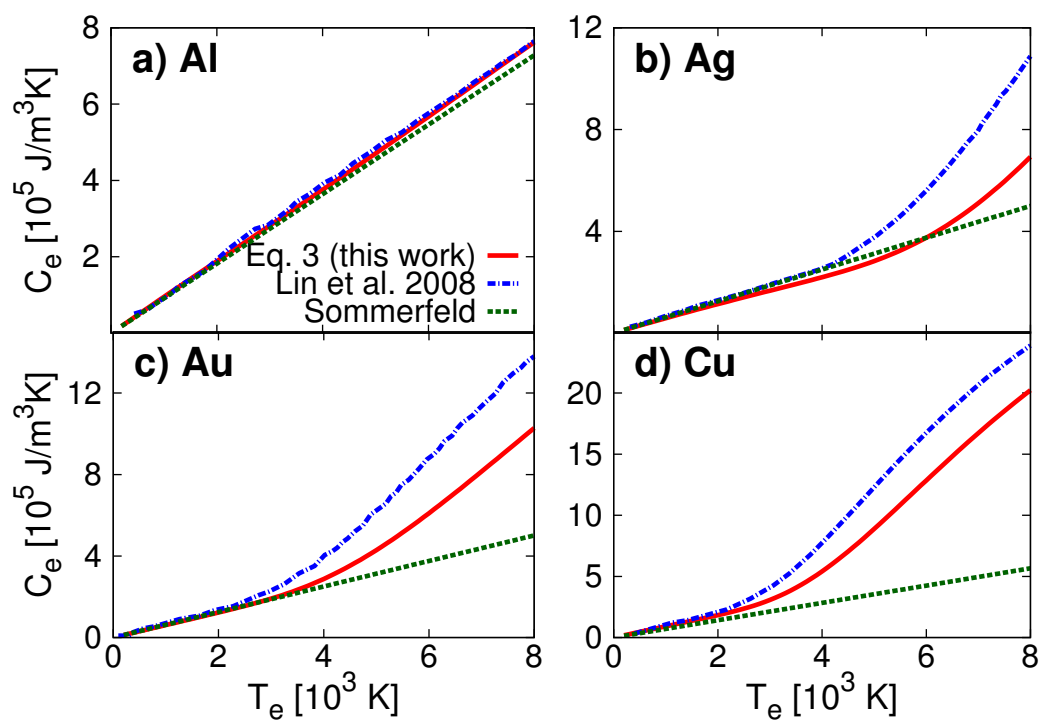 a) Al
b) Ag
8
6
4
2
C_e [10^5 J/m^3K]
Eq. 3 (this work)
Lin et al. 2008
Sommerfeld
12
8
4
c) Au
d) Cu
12
8
4
0
C_e [10^5 J/m^3K]
20
15
10
5
0
0 2 4 6 8
2 4 6 8
T_e [10^3 K]
T_e [10^3 K]